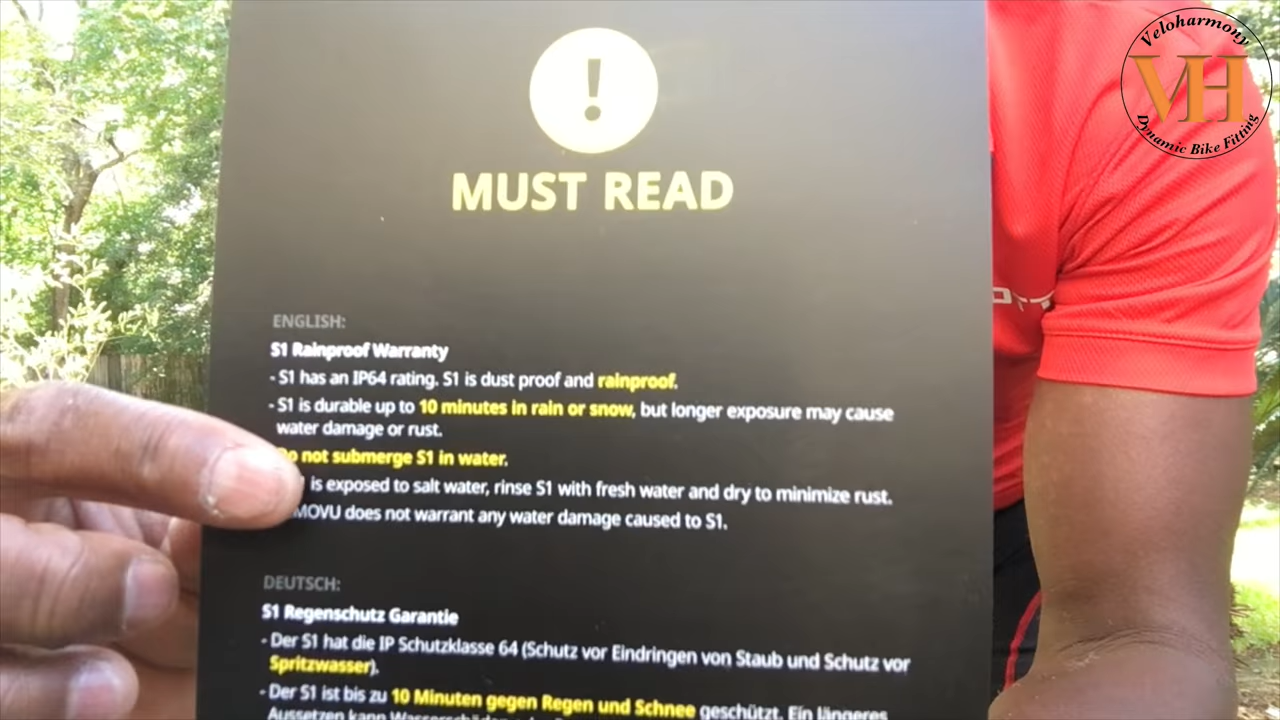 Veloharmony
VH
Dynamic Bike Fitting
!
MUST READ
ENGLISH:
S1 Rainproof Warranty
- S1 has an IP64 rating. S1 is dust proof and rainproof.
- S1 is durable up to 10 minutes in rain or snow, but longer exposure may cause
water damage or rust.
Do not submerge S1 in water.
is exposed to salt water, rinse S1 with fresh water and dry to minimize rust.
MOVU does not warrant any water damage caused to S1.
DEUTSCH:
S1 Regenschutz Garantie
- Der S1 hat die IP Schutzklasse 64 (Schutz vor Eindringen von Staub und Schutz vor
Spritzwasser).
- Der S1 ist bis zu 10 Minuten gegen Regen und Schnee geschützt. Ein längeres
Aussetzen kann